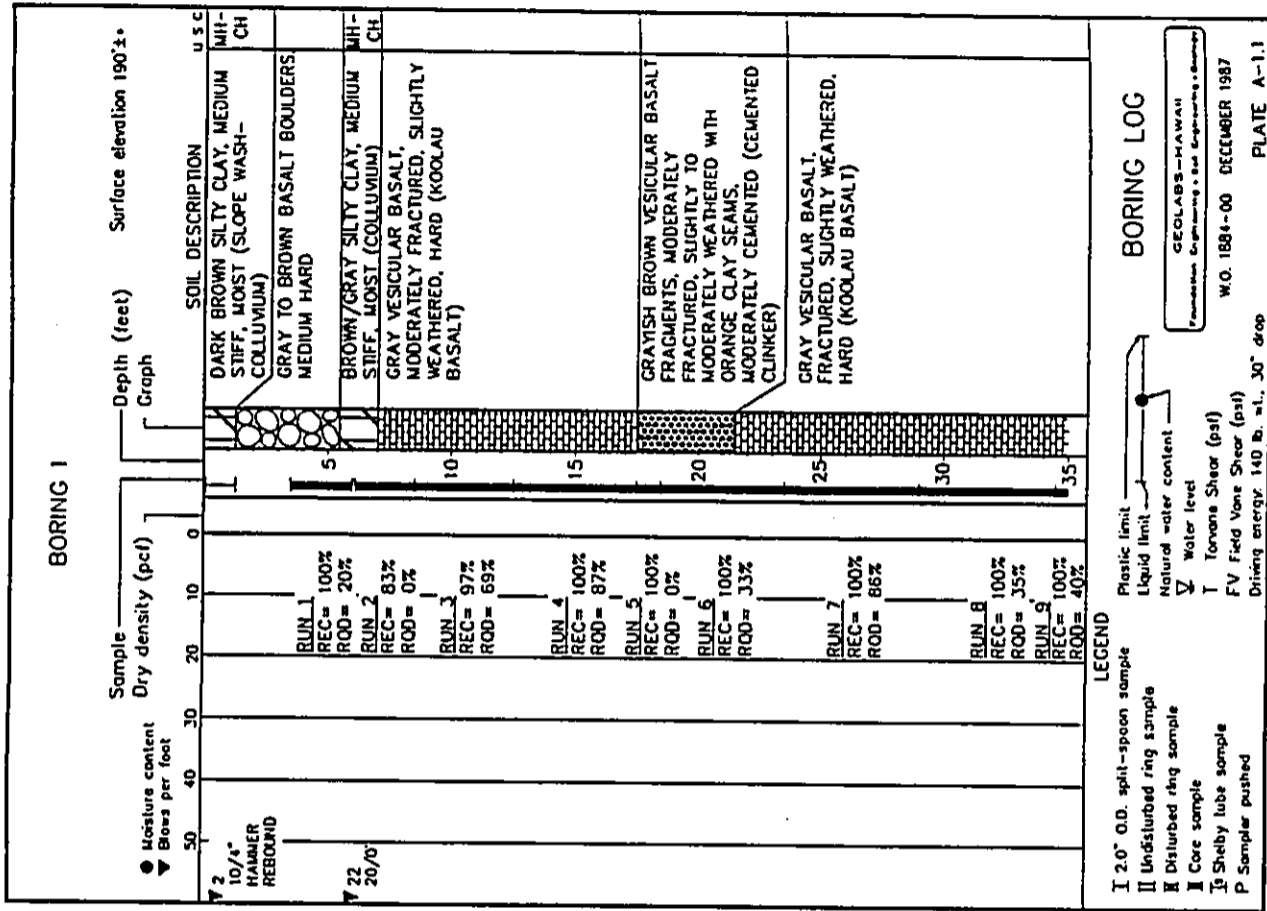 BORING 1
Sample
Depth (feet)
Surface elevation 190'±*
Dry density (pcf)
Graph
● Moisture content
▼ Blows per foot
50
40
30
20
10
0
SOIL DESCRIPTION
U S C
▼ 2
10/4"
HAMMER
REBOUND
DARK BROWN SILTY CLAY, MEDIUM
STIFF, MOIST (SLOPE WASH-
COLLUVIUM)
MH-
CH
GRAY TO BROWN BASALT BOULDERS,
MEDIUM HARD
RUN 1
REC= 100%
RQD= 20%
5
▼ 22
20/0"
BROWN/GRAY SILTY CLAY, MEDIUM
STIFF, MOIST (COLLUVIUM)
MH-
CH
RUN 2
REC= 83%
RQD= 0%
GRAY VESICULAR BASALT,
MODERATELY FRACTURED, SLIGHTLY
WEATHERED, HARD (KOOLAU
BASALT)
RUN 3
REC= 97%
RQD= 69%
10
RUN 4
REC= 100%
RQD= 87%
15
RUN 5
REC= 100%
RQD= 0%
GRAYISH BROWN VESICULAR BASALT
FRAGMENTS, MODERATELY
FRACTURED, SLIGHTLY TO
MODERATELY WEATHERED WITH
ORANGE CLAY SEAMS,
MODERATELY CEMENTED (CEMENTED
CLINKER)
RUN 6
REC= 100%
RQD= 33%
20
GRAY VESICULAR BASALT,
FRACTURED, SLIGHTLY WEATHERED,
HARD (KOOLAU BASALT)
RUN 7
REC= 100%
RQD= 86%
25
30
RUN 8
REC= 100%
RQD= 35%
RUN 9
REC= 100%
RQD= 40%
35
LEGEND
2.0" O.D. split-spoon sample
Undisturbed ring sample
Disturbed ring sample
Core sample
Shelby tube sample
P Sampler pushed
Plastic limit
Liquid limit
Natural water content
Water level
T Torvane Shear (psf)
FV Field Vane Shear (psf)
Driving energy: 140 lb. wt., 30" drop
BORING LOG
GEOLABS-HAWAII
Foundation Engineering • Soil Engineering •
W.O. 1884-00 DECEMBER 1987
PLATE A-1.1